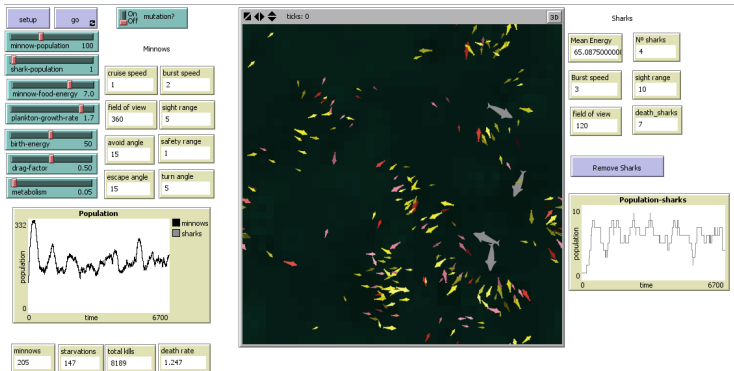 setup
go
On
Off
mutation?
minnow-population 100
shark-population 1
minnow-food-energy 7.0
plankton-growth-rate 1.7
birth-energy 50
drag-factor 0.50
metabolism 0.05
Minnows
cruise speed
1
burst speed
2
field of view
360
sight range
5
avoid angle
15
safety range
1
escape angle
15
turn angle
5
Population
332
population
0
0
time
6700
minnows
sharks
minnows
205
starvations
147
total kills
8189
death rate
1.247
ticks: 0
3D
Sharks
Mean Energy
65.087500000
Nº sharks
4
Burst speed
3
sight range
10
field of view
120
death_sharks
7
Remove Sharks
Population-sharks
10
population
0
0
time
6700